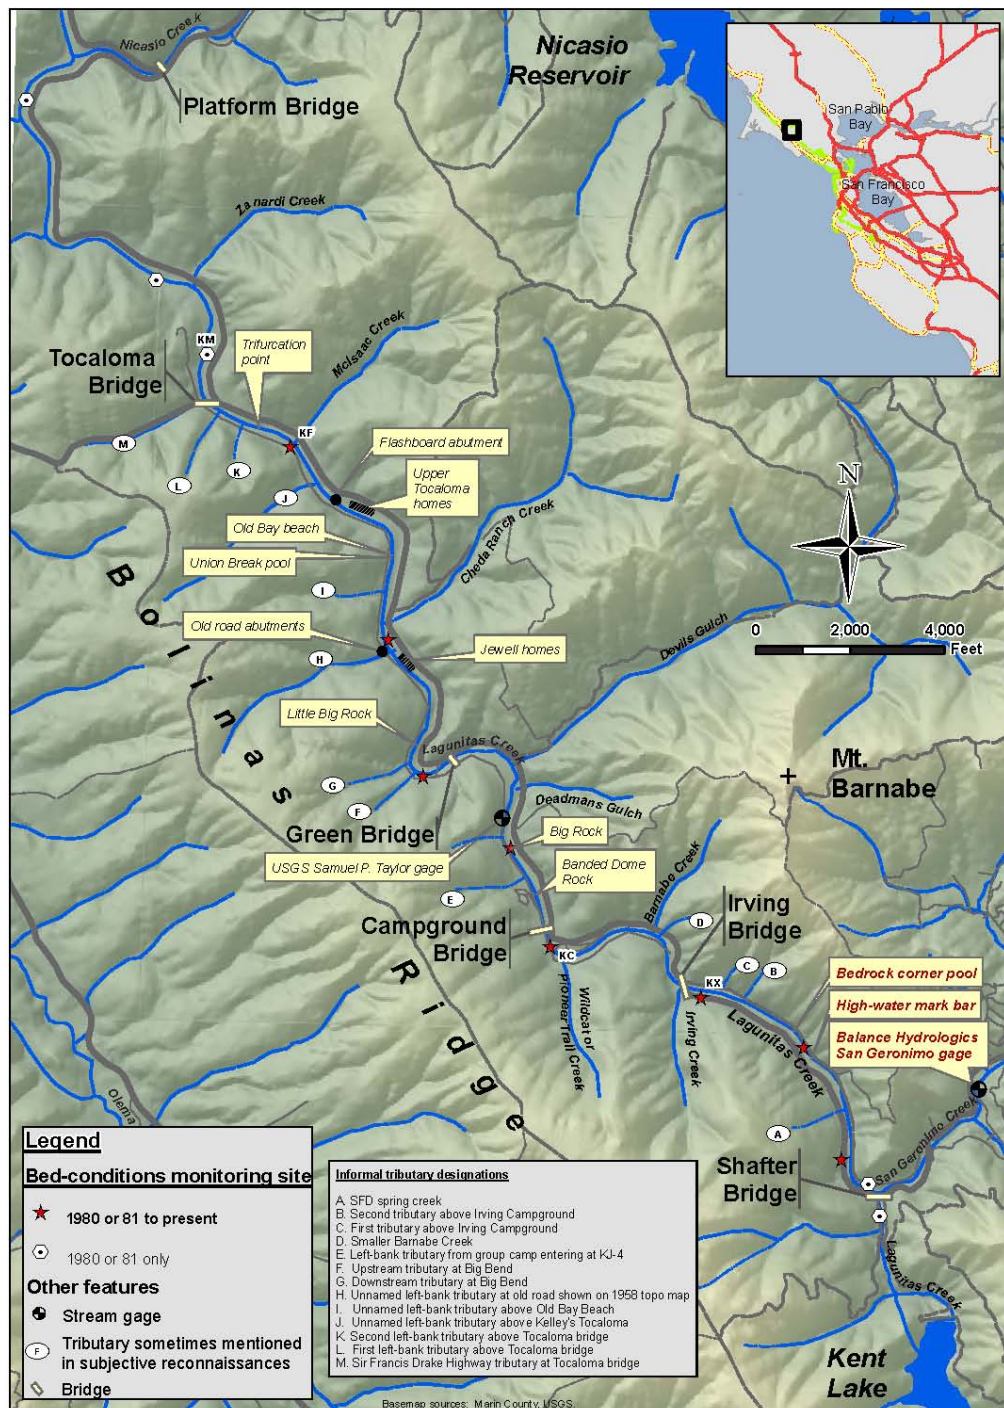 Nicasio Creek
Nicasio
Reservoir
Platform Bridge
San Pablo
Bay
San Francisco
Bay
Zanardi Creek
KM
Trifurcation
point
McIsaac Creek
Tocaloma
Bridge
KF
M
K
L
J
Flashboard abutment
Upper
Tocaloma
homes
Old Bay beach
Union Break pool
Cheda Ranch Creek
N
I
Old road abutments
H
Jewell homes
Devils Gulch
0 2,000 4,000
Feet
Little Big Rock
Lagunitas Creek
G
F
Green Bridge
Deadmans Gulch
Mt.
Barnabe
Big Rock
USGS Samuel P. Taylor gage
Banded Dome
Rock
E
Campground
Bridge
KC
Barnabe Creek
D
Irving
Bridge
C
B
KX
Wildcat or
Pioneer Trail Creek
Irving Creek
Lagunitas Creek
Bedrock corner pool
High-water mark bar
Balance Hydrologics
San Geronimo gage
Bolinas Ridge
Olema
A
Shafter
Bridge
San Geronimo Creek
Lagunitas Creek
Kent
Lake
Legend
Bed-conditions monitoring site
1980 or 81 to present
1980 or 81 only
Other features
Stream gage
F
Tributary sometimes mentioned
in subjective reconnaissances
Bridge
Informal tributary designations
A. SFD spring creek
B. Second tributary above Irving Campground
C. First tributary above Irving Campground
D. Smaller Barnabe Creek
E. Left-bank tributary from group camp entering at KJ-4
F. Upstream tributary at Big Bend
G. Downstream tributary at Big Bend
H. Unnamed left-bank tributary at old road shown on 1958 topo map
I. Unnamed left-bank tributary above Old Bay Beach
J. Unnamed left-bank tributary above Kelley's Tocaloma
K. Second left-bank tributary above Tocaloma bridge
L. First left-bank tributary above Tocaloma bridge
M. Sir Francis Drake Highway tributary at Tocaloma bridge
Basemap sources: Marin County, USGS.